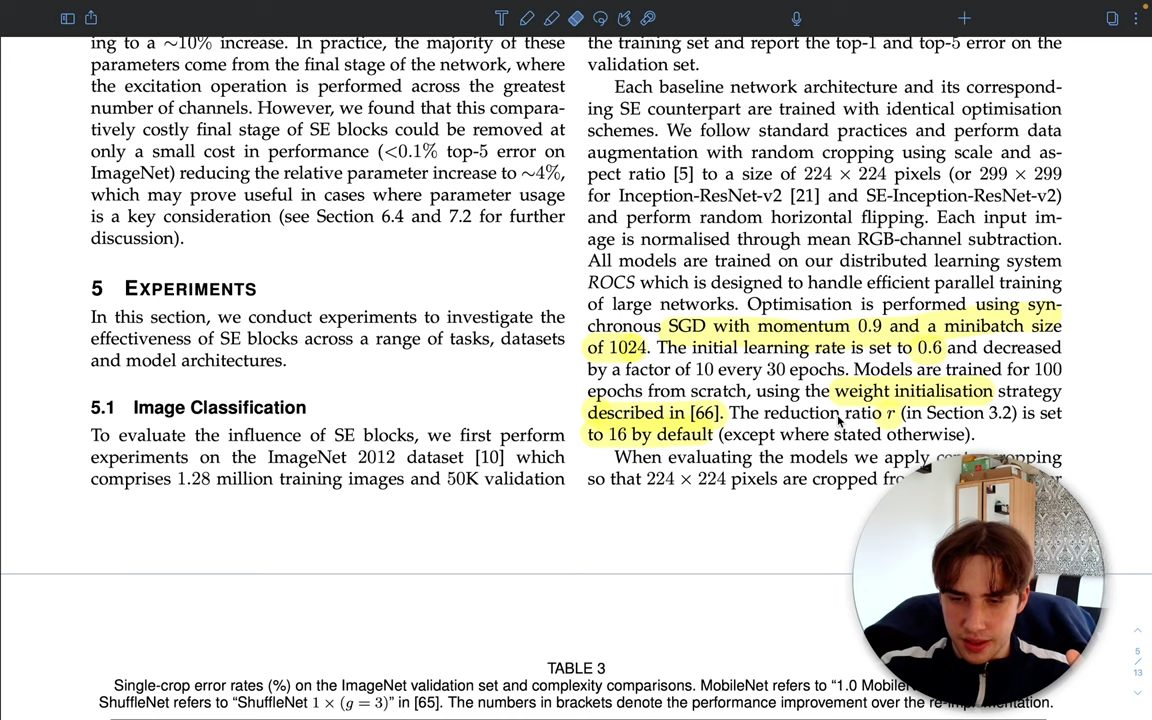 ing to a ∼10% increase. In practice, the majority of these
parameters come from the final stage of the network, where
the excitation operation is performed across the greatest
number of channels. However, we found that this compara-
tively costly final stage of SE blocks could be removed at
only a small cost in performance (<0.1% top-5 error on
ImageNet) reducing the relative parameter increase to ∼4%,
which may prove useful in cases where parameter usage
is a key consideration (see Section 6.4 and 7.2 for further
discussion).
5 EXPERIMENTS
In this section, we conduct experiments to investigate the
effectiveness of SE blocks across a range of tasks, datasets
and model architectures.
5.1 Image Classification
To evaluate the influence of SE blocks, we first perform
experiments on the ImageNet 2012 dataset [10] which
comprises 1.28 million training images and 50K validation
the training set and report the top-1 and top-5 error on the
validation set.
Each baseline network architecture and its correspond-
ing SE counterpart are trained with identical optimisation
schemes. We follow standard practices and perform data
augmentation with random cropping using scale and as-
pect ratio [5] to a size of 224 × 224 pixels (or 299 × 299
for Inception-ResNet-v2 [21] and SE-Inception-ResNet-v2)
and perform random horizontal flipping. Each input im-
age is normalised through mean RGB-channel subtraction.
All models are trained on our distributed learning system
ROCS which is designed to handle efficient parallel training
of large networks. Optimisation is performed using syn-
chronous SGD with momentum 0.9 and a minibatch size
of 1024. The initial learning rate is set to 0.6 and decreased
by a factor of 10 every 30 epochs. Models are trained for 100
epochs from scratch, using the weight initialisation strategy
described in [66]. The reduction ratio r (in Section 3.2) is set
to 16 by default (except where stated otherwise).
When evaluating the models we apply
so that 224 × 224 pixels are cropped
TABLE 3
Single-crop error rates (%) on the ImageNet validation set and complexity comparisons. MobileNet refers to “1.0
ShuffleNet refers to “ShuffleNet 1 × (g = 3)” in [65]. The numbers in brackets denote the performance improvement over the
5
/
13